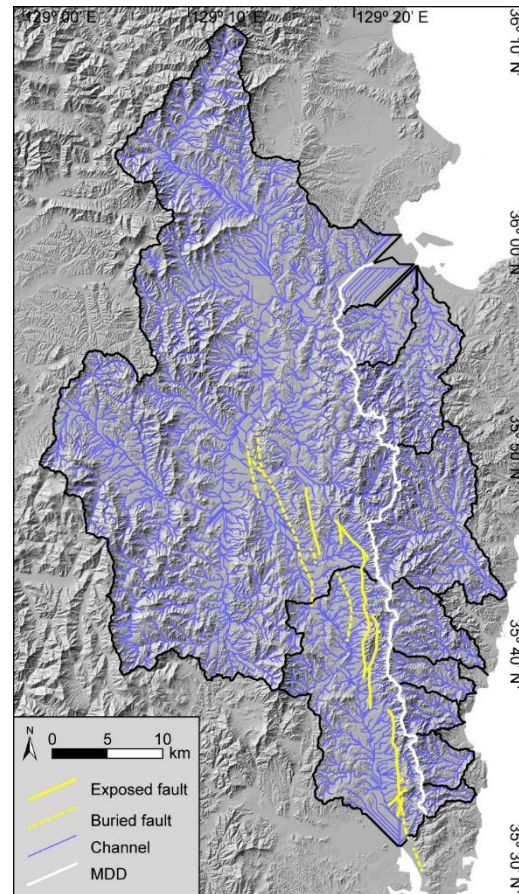 129° 00' E
129° 10' E
129° 20' E
36° 10' N
36° 00' N
35° 50' N
35° 40' N
35° 30' N
N
0 5 10
km
Exposed fault
Buried fault
Channel
MDD